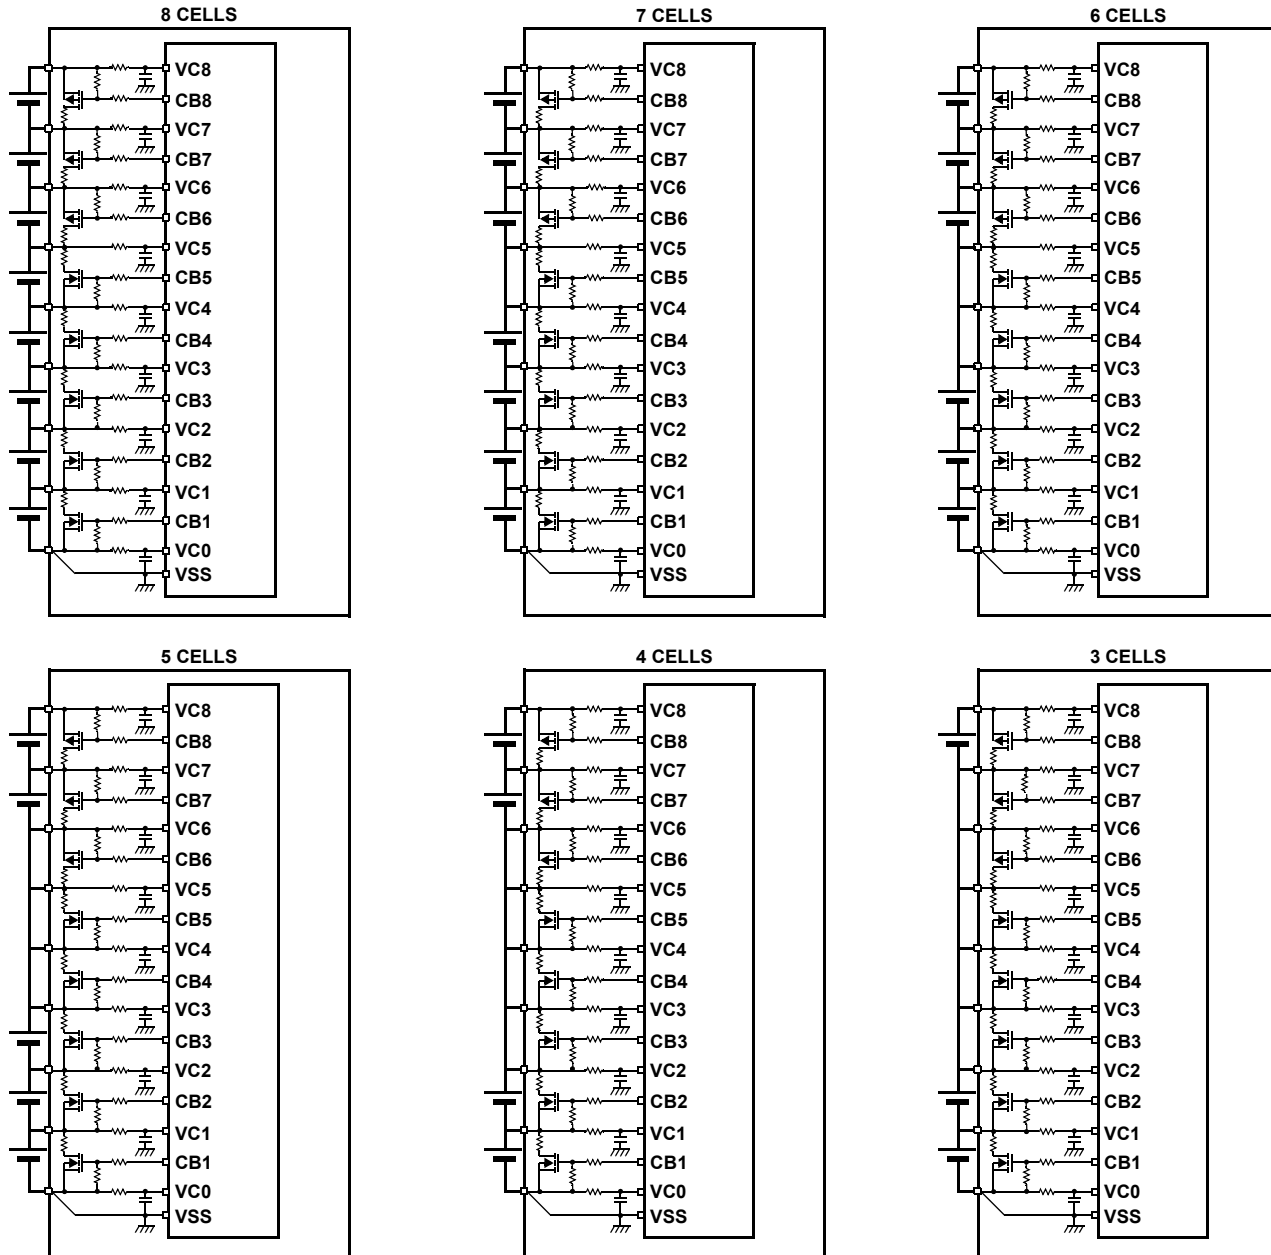 8 CELLS
VC8
CB8
VC7
CB7
VC6
CB6
VC5
CB5
VC4
CB4
VC3
CB3
VC2
CB2
VC1
CB1
VC0
VSS
7 CELLS
VC8
CB8
VC7
CB7
VC6
CB6
VC5
CB5
VC4
CB4
VC3
CB3
VC2
CB2
VC1
CB1
VC0
VSS
6 CELLS
VC8
CB8
VC7
CB7
VC6
CB6
VC5
CB5
VC4
CB4
VC3
CB3
VC2
CB2
VC1
CB1
VC0
VSS
5 CELLS
VC8
CB8
VC7
CB7
VC6
CB6
VC5
CB5
VC4
CB4
VC3
CB3
VC2
CB2
VC1
CB1
VC0
VSS
4 CELLS
VC8
CB8
VC7
CB7
VC6
CB6
VC5
CB5
VC4
CB4
VC3
CB3
VC2
CB2
VC1
CB1
VC0
VSS
3 CELLS
VC8
CB8
VC7
CB7
VC6
CB6
VC5
CB5
VC4
CB4
VC3
CB3
VC2
CB2
VC1
CB1
VC0
VSS